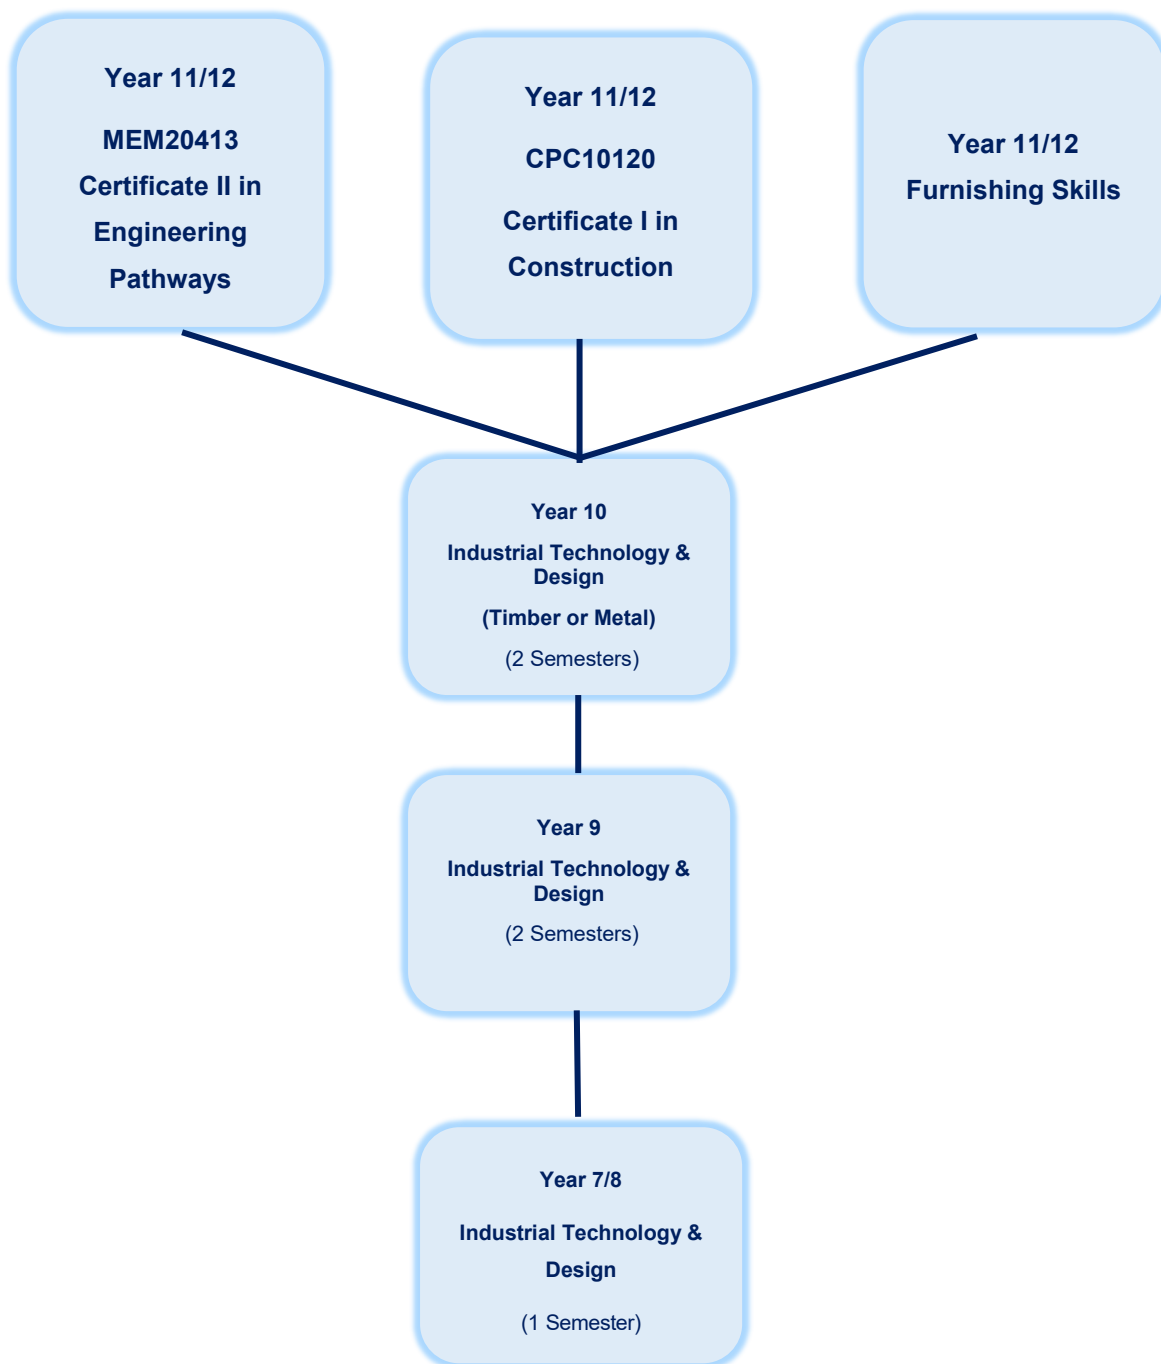 Year 11/12
MEM20413
Certificate II in
Engineering
Pathways
Year 11/12
CPC10120
Certificate I in
Construction
Year 11/12
Furnishing Skills
Year 10
Industrial Technology &
Design
(Timber or Metal)
(2 Semesters)
Year 9
Industrial Technology &
Design
(2 Semesters)
Year 7/8
Industrial Technology &
Design
(1 Semester)